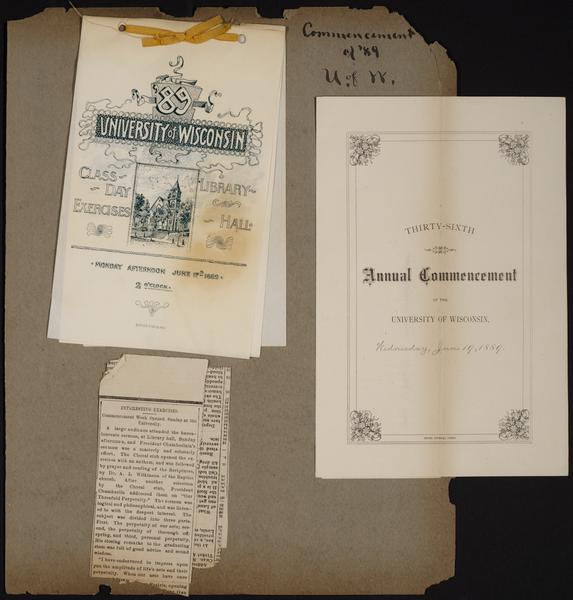 Commencement
of '89
U. of W.
'89
UNIVERSITY of WISCONSIN
CLASS
DAY
EXERCISES
LIBRARY
HALL
MONDAY AFTERNOON JUNE 17th 1889
2 O'CLOCK.
THIRTY-SIXTH
Annual Commencement
OF THE
UNIVERSITY OF WISCONSIN,
Wednesday, June 19, 1889.
INTERESTING EXERCISES.
Commencement Week Opened Sunday at the
University.
A large audience attended the bacca-
laureate sermon, at Library hall, Sunday
afternoon, and President Chamberlain's
sermon was a masterly and scholarly
effort. The Choral club opened the ex-
ercises with an anthem, and was followed
by prayer and reading of the Scriptures,
by Dr. A. L. Wilkinson of the Baptist
church. After another selection
by the Choral club, President
Chamberlin addressed them on "Our
Threefold Perpetuity." The sermon was
logical and philosophical, and was listen-
ed to with the deepest interest. The
subject was divided into three parts.
First. The perpetuity of our acts; sec-
ond, the perpetuity of thorough off-
spring, and third, personal perpetuity.
His closing remarks to the graduating
class was full of good advice and sound
wisdom.
"I have endeavored to impress upon
you the amplitude of life's acts and their
perpetuity. When our acts have once